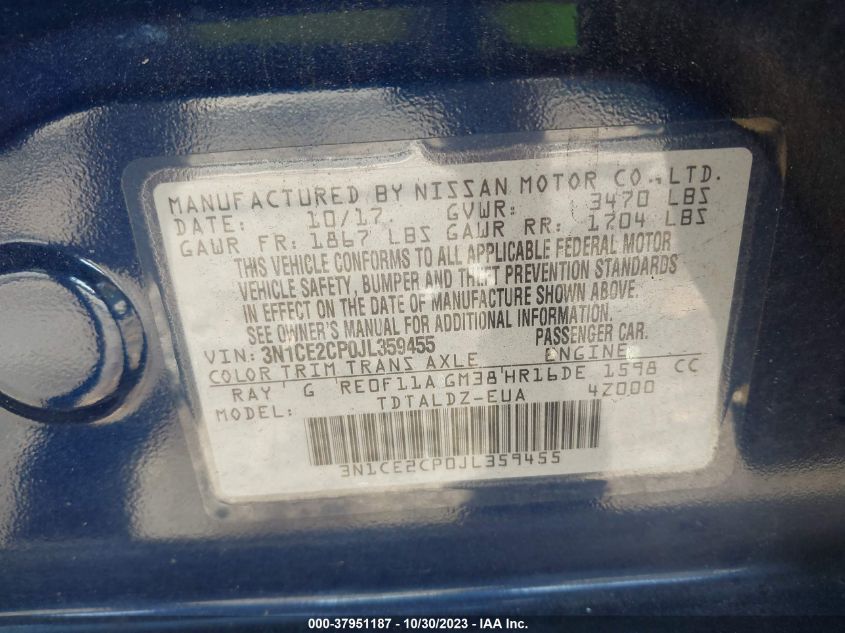 MANUFACTURED BY NISSAN MOTOR CO., LTD.
DATE: 10/17. GVWR: 3470 LBS
GAWR FR: 1867 LBS GAWR RR: 1704 LBS
THIS VEHICLE CONFORMS TO ALL APPLICABLE FEDERAL MOTOR
VEHICLE SAFETY, BUMPER AND THEFT PREVENTION STANDARDS
IN EFFECT ON THE DATE OF MANUFACTURE SHOWN ABOVE.
SEE OWNER'S MANUAL FOR ADDITIONAL INFORMATION.
VIN: 3N1CE2CP0JL359455 PASSENGER CAR.
COLOR TRIM TRANS AXLE ENGINE
RAY G RE0F11A GM38 HR16DE 1598 CC
MODEL: TDTALDZ-EUA 4Z000
3N1CE2CP0JL359455
000-37951187 - 10/30/2023 - IAA Inc.